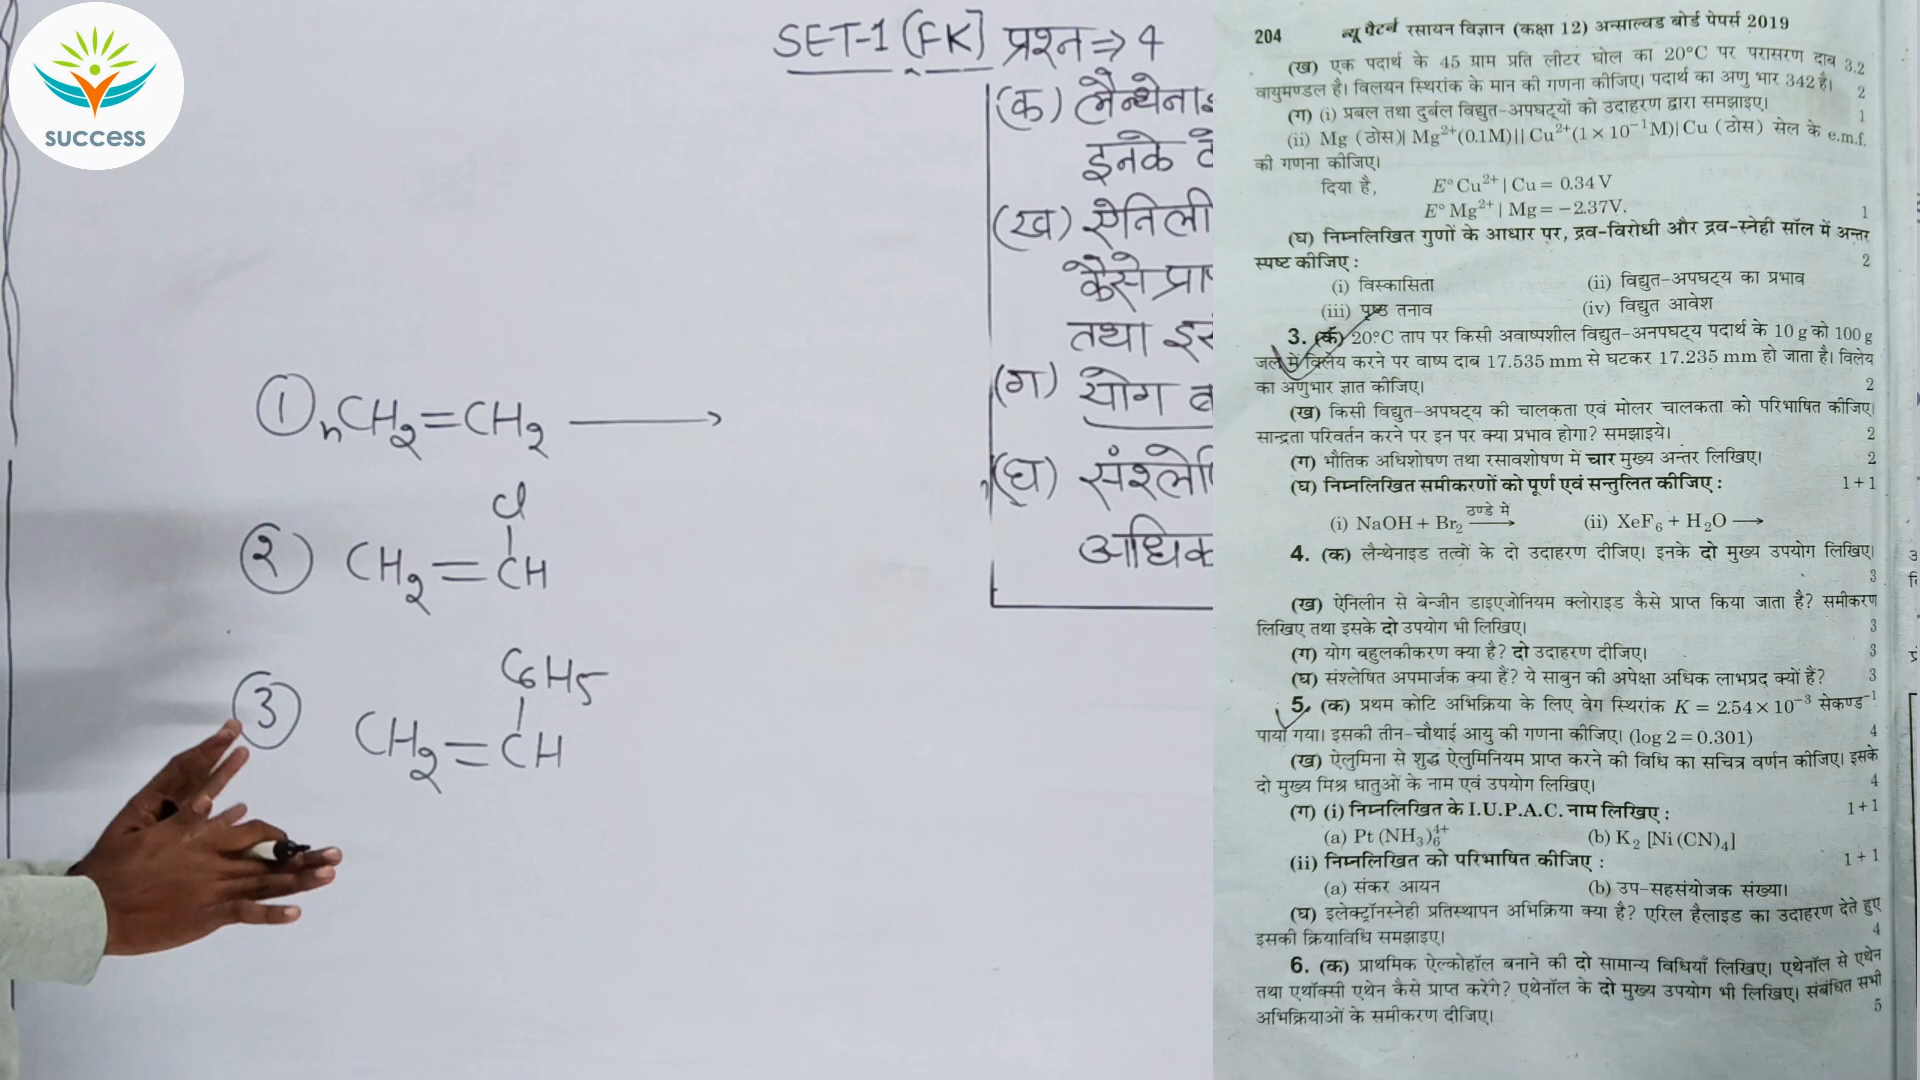 success
SET-1 (FK) प्रश्न ⇒ 4
(क) लैन्थेनाइ
इनके
(ख) ऐनिली
कैसे प्रा
तथा इस
(ग) योग ब
(घ) संश्ले
अधिक
① nCH2=CH2 ⟶
Cl
② CH2=CH
C6H5
③ CH2=CH
204 न्यू पैटर्न रसायन विज्ञान (कक्षा 12) अन्साल्वड बोर्ड पेपर्स 2019
(ख) एक पदार्थ के 45 ग्राम प्रति लीटर घोल का 20°C पर परासरण दाब 3.2
वायुमण्डल है। विलयन स्थिरांक के मान की गणना कीजिए। पदार्थ का अणु भार 342 है। 2
(ग) (i) प्रबल तथा दुर्बल विद्युत-अपघट्यों को उदाहरण द्वारा समझाइए। 1
(ii) Mg (ठोस)| Mg2+(0.1M)|| Cu2+(1×10−1M)|Cu (ठोस) सेल के e.m.f.
की गणना कीजिए।
दिया है, E° Cu2+ | Cu = 0.34 V
E° Mg2+ | Mg = −2.37V. 1
(घ) निम्नलिखित गुणों के आधार पर, द्रव-विरोधी और द्रव-स्नेही सॉल में अन्तर
स्पष्ट कीजिए : 2
(i) विस्कासिता (ii) विद्युत-अपघट्य का प्रभाव
(iii) पृष्ठ तनाव (iv) विद्युत आवेश
3. (क) 20°C ताप पर किसी अवाष्पशील विद्युत-अनपघट्य पदार्थ के 10 g को 100 g
जल में विलेय करने पर वाष्प दाब 17.535 mm से घटकर 17.235 mm हो जाता है। विलेय
का अणुभार ज्ञात कीजिए। 2
(ख) किसी विद्युत-अपघट्य की चालकता एवं मोलर चालकता को परिभाषित कीजिए।
सान्द्रता परिवर्तन करने पर इन पर क्या प्रभाव होगा? समझाइये। 2
(ग) भौतिक अधिशोषण तथा रसावशोषण में चार मुख्य अन्तर लिखिए। 2
(घ) निम्नलिखित समीकरणों को पूर्ण एवं सन्तुलित कीजिए : 1 + 1
(i) NaOH + Br2 ठण्डे में ⟶ (ii) XeF6 + H2O ⟶
4. (क) लैन्थेनाइड तत्वों के दो उदाहरण दीजिए। इनके दो मुख्य उपयोग लिखिए।
3
(ख) ऐनिलीन से बेन्जीन डाइएजोनियम क्लोराइड कैसे प्राप्त किया जाता है? समीकरण
लिखिए तथा इसके दो उपयोग भी लिखिए। 3
(ग) योग बहुलकीकरण क्या है? दो उदाहरण दीजिए। 3
(घ) संश्लेषित अपमार्जक क्या हैं? ये साबुन की अपेक्षा अधिक लाभप्रद क्यों हैं? 3
5. (क) प्रथम कोटि अभिक्रिया के लिए वेग स्थिरांक K = 2.54 × 10−3 सेकण्ड−1
पाया गया। इसकी तीन-चौथाई आयु की गणना कीजिए। (log 2 = 0.301) 4
(ख) ऐलुमिना से शुद्ध ऐलुमिनियम प्राप्त करने की विधि का सचित्र वर्णन कीजिए। इसके
दो मुख्य मिश्र धातुओं के नाम एवं उपयोग लिखिए। 4
(ग) (i) निम्नलिखित के I.U.P.A.C. नाम लिखिए : 1 + 1
(a) Pt (NH3)6 4+ (b) K2 [Ni (CN)4]
(ii) निम्नलिखित को परिभाषित कीजिए : 1 + 1
(a) संकर आयन (b) उप-सहसंयोजक संख्या।
(घ) इलेक्ट्रॉनस्नेही प्रतिस्थापन अभिक्रिया क्या है? एरिल हैलाइड का उदाहरण देते हुए
इसकी क्रियाविधि समझाइए। 4
6. (क) प्राथमिक ऐल्कोहॉल बनाने की दो सामान्य विधियाँ लिखिए। एथेनॉल से एथेन
तथा एथॉक्सी एथेन कैसे प्राप्त करेंगे? एथेनॉल के दो मुख्य उपयोग भी लिखिए। संबंधित सभी
अभिक्रियाओं के समीकरण दीजिए। 5